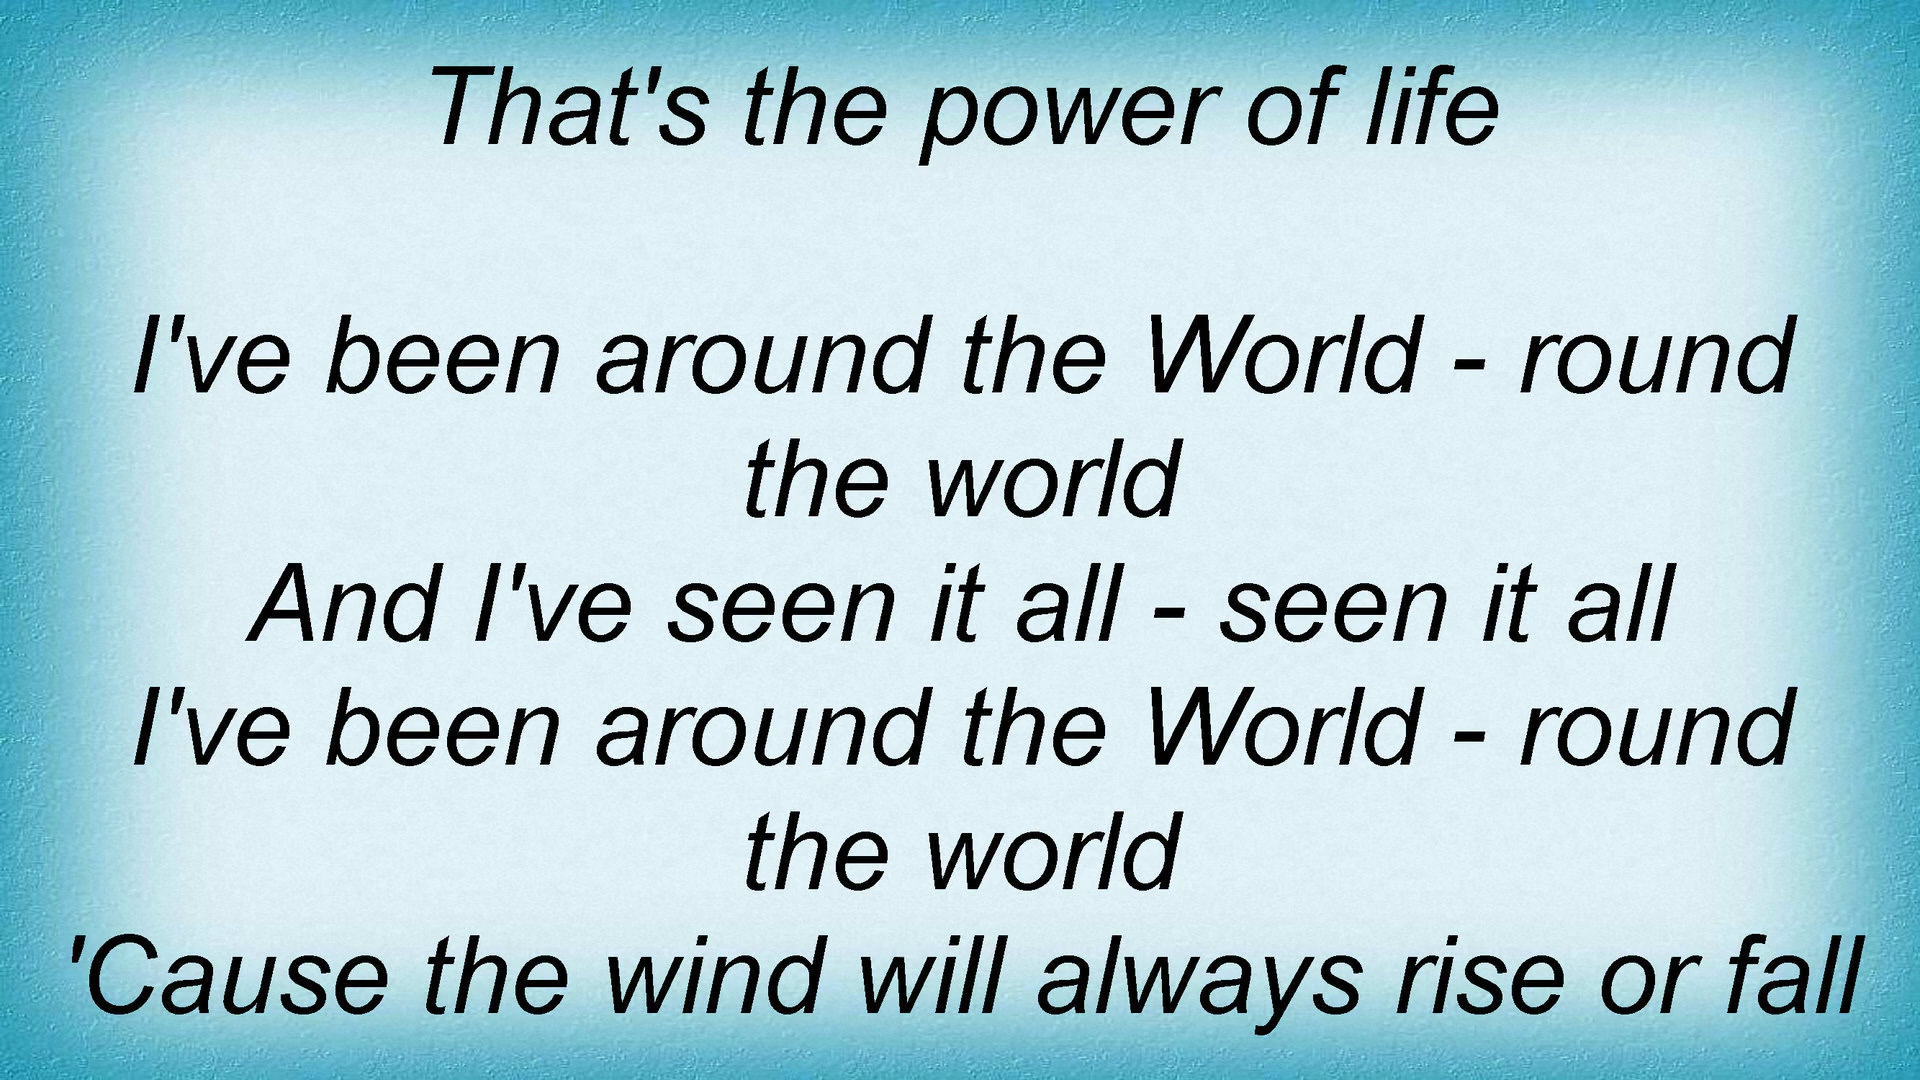 That's the power of life
I've been around the World - round
the world
And I've seen it all - seen it all
I've been around the World - round
the world
'Cause the wind will always rise or fall